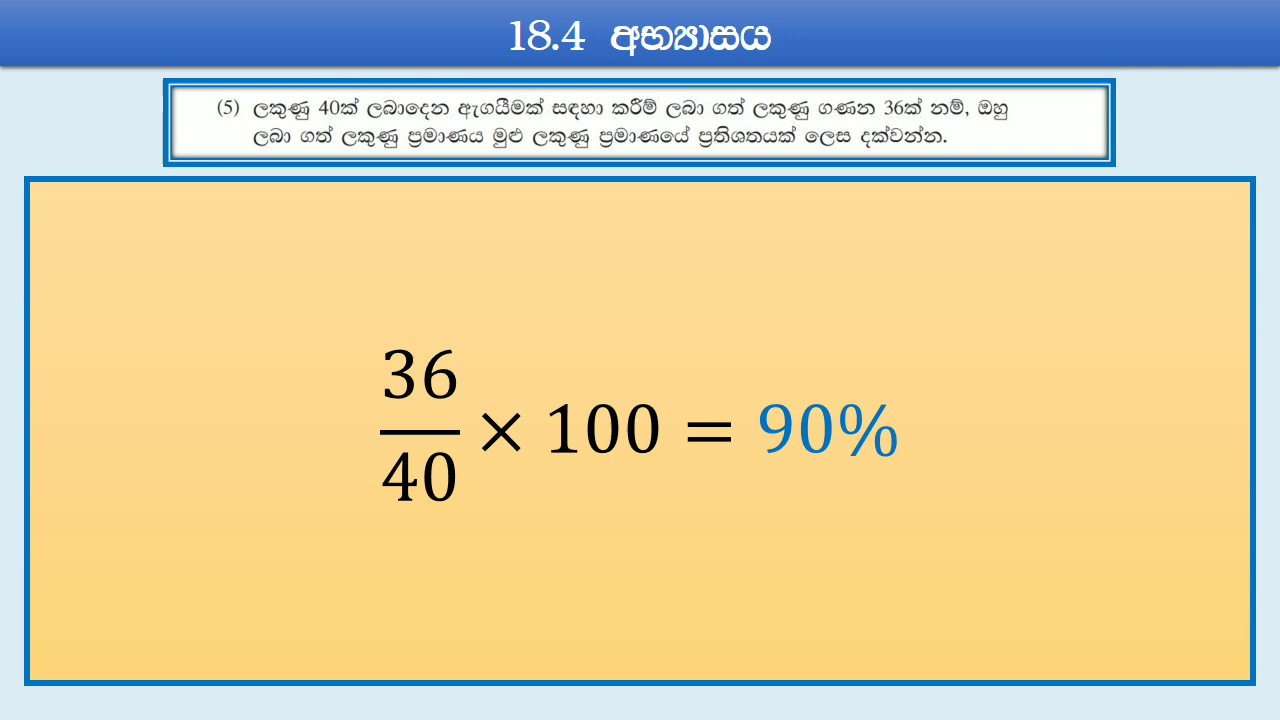 18.4 අභ්‍යාසය
(5) ලකුණු 40ක් ලබාදෙන ඇගයීමක් සඳහා කරීම් ලබා ගත් ලකුණු ගණන 36ක් නම්, ඔහු
ලබා ගත් ලකුණු ප්‍රමාණය මුළු ලකුණු ප්‍රමාණයේ ප්‍රතිශතයක් ලෙස දක්වන්න.
36
40 × 100 = 90%